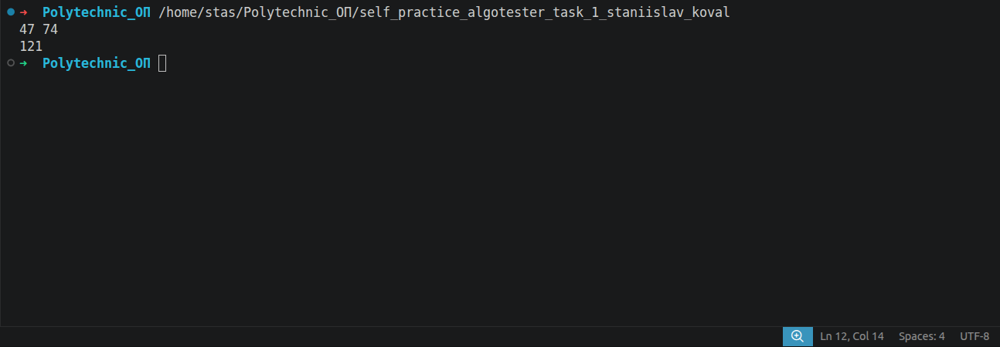 ➜  Polytechnic_ОП /home/stas/Polytechnic_ОП/self_practice_algotester_task_1_staniislav_koval
47 74
121
➜  Polytechnic_ОП
Ln 12, Col 14 Spaces: 4 UTF-8